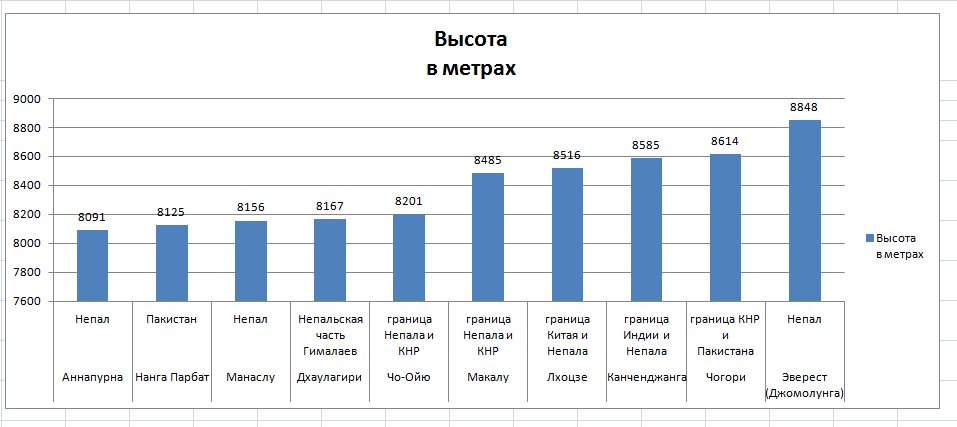 Высота
в метрах
9000
8800
8600
8400
8200
8000
7800
7600
8091
8125
8156
8167
8201
8485
8516
8585
8614
8848
Непал
Пакистан
Непал
Непальская
часть
Гималаев
граница
Непала и
КНР
граница
Непала и
КНР
граница
Китая и
Непала
граница
Индии и
Непала
граница КНР
и
Пакистана
Непал
Аннапурна
Нанга Парбат
Манаслу
Дхаулагири
Чо-Ойю
Макалу
Лхоцзе
Канченджанга
Чогори
Эверест
(Джомолунга)
Высота
в метрах